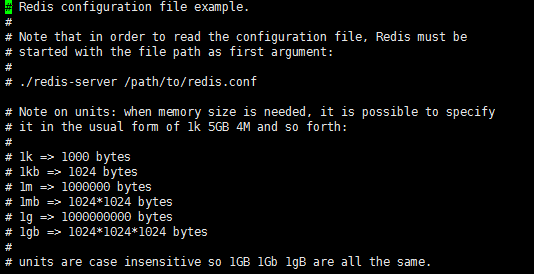 # Redis configuration file example.
#
# Note that in order to read the configuration file, Redis must be
# started with the file path as first argument:
#
# ./redis-server /path/to/redis.conf
# Note on units: when memory size is needed, it is possible to specify
# it in the usual form of 1k 5GB 4M and so forth:
#
# 1k => 1000 bytes
# 1kb => 1024 bytes
# 1m => 1000000 bytes
# 1mb => 1024*1024 bytes
# 1g => 1000000000 bytes
# 1gb => 1024*1024*1024 bytes
#
# units are case insensitive so 1GB 1Gb 1gB are all the same.